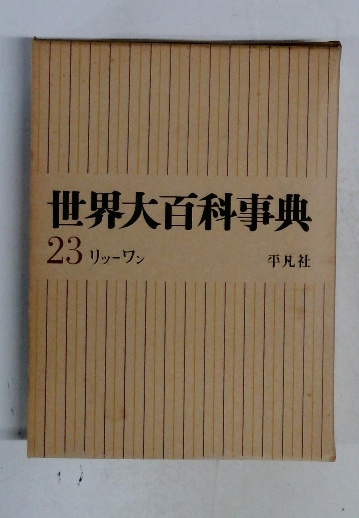 世界大百科事典
23 リッーワン
平凡社